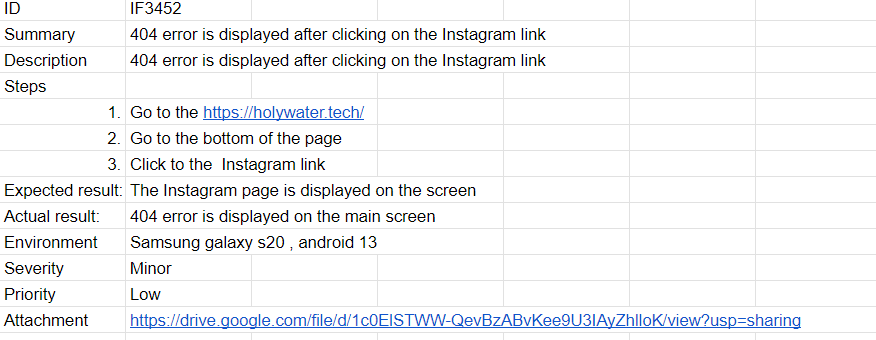 ID IF3452
Summary 404 error is displayed after clicking on the Instagram link
Description 404 error is displayed after clicking on the Instagram link
Steps
1. Go to the https://holywater.tech/
2. Go to the bottom of the page
3. Click to the  Instagram link
Expected result: The Instagram page is displayed on the screen
Actual result: 404 error is displayed on the main screen
Environment Samsung galaxy s20 , android 13
Severity Minor
Priority Low
Attachment https://drive.google.com/file/d/1c0ElSTWW-QevBzABvKee9U3IAyZhlloK/view?usp=sharing